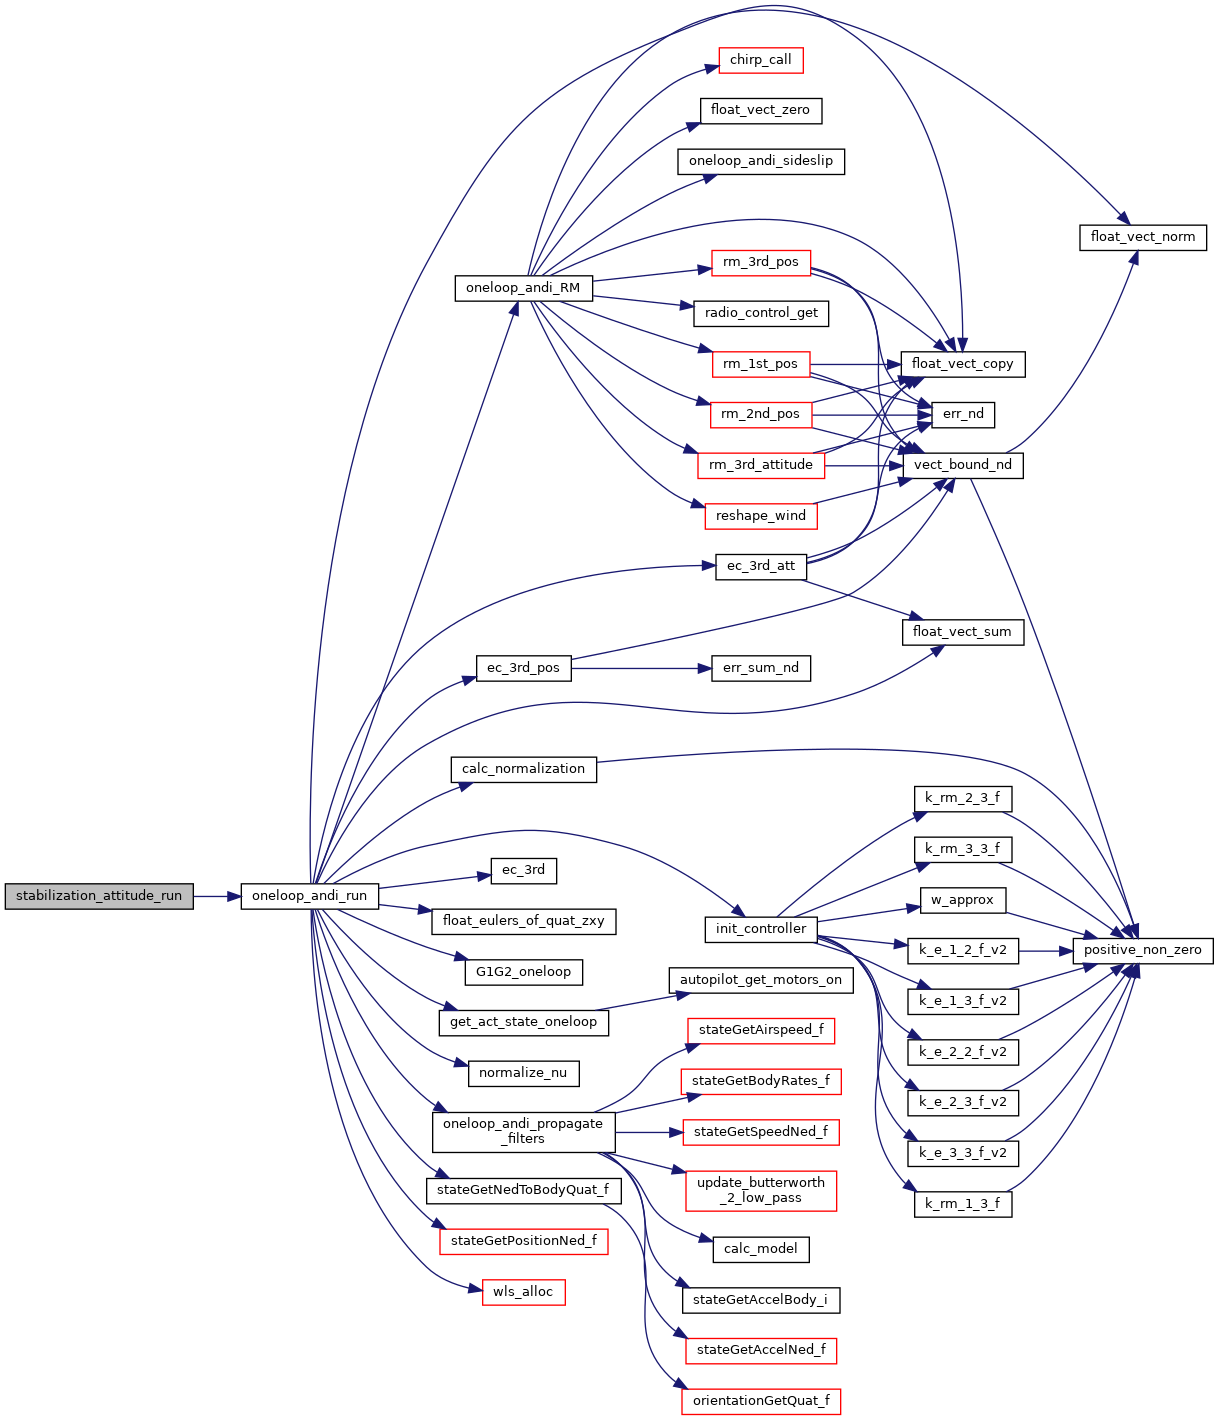 chirp_call
float_vect_zero
oneloop_andi_sideslip
float_vect_norm
rm_3rd_pos
oneloop_andi_RM
radio_control_get
rm_1st_pos
float_vect_copy
rm_2nd_pos
err_nd
rm_3rd_attitude
vect_bound_nd
reshape_wind
ec_3rd_att
float_vect_sum
ec_3rd_pos
err_sum_nd
calc_normalization
k_rm_2_3_f
k_rm_3_3_f
ec_3rd
stabilization_attitude_run
oneloop_andi_run
w_approx
float_eulers_of_quat_zxy
init_controller
k_e_1_2_f_v2
positive_non_zero
G1G2_oneloop
autopilot_get_motors_on
k_e_1_3_f_v2
get_act_state_oneloop
stateGetAirspeed_f
k_e_2_2_f_v2
normalize_nu
stateGetBodyRates_f
k_e_2_3_f_v2
oneloop_andi_propagate
_filters
stateGetSpeedNed_f
k_e_3_3_f_v2
stateGetNedToBodyQuat_f
update_butterworth
_2_low_pass
k_rm_1_3_f
stateGetPositionNed_f
calc_model
wls_alloc
stateGetAccelBody_i
stateGetAccelNed_f
orientationGetQuat_f